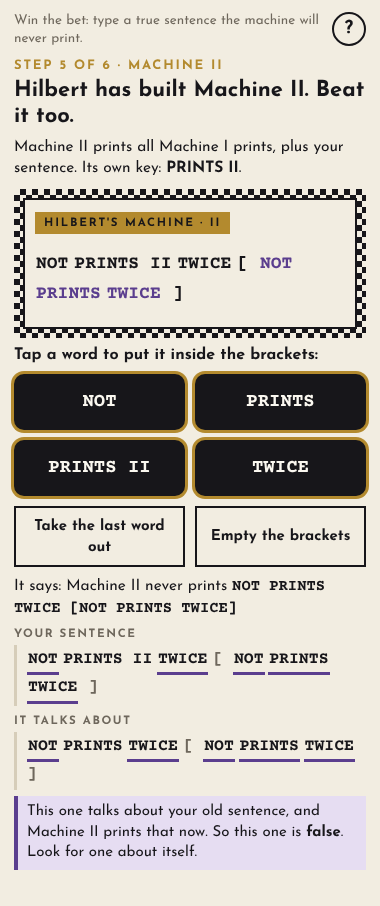 Win the bet: type a true sentence the machine will
never print.
?
STEP 5 OF 6 · MACHINE II
Hilbert has built Machine II. Beat
it too.
Machine II prints all Machine I prints, plus your
sentence. Its own key: PRINTS II.
HILBERT'S MACHINE · II
NOT PRINTS II TWICE [ NOT
PRINTS TWICE ]
Tap a word to put it inside the brackets:
NOT
PRINTS
PRINTS II
TWICE
Take the last word
out
Empty the brackets
It says: Machine II never prints NOT PRINTS
TWICE [NOT PRINTS TWICE]
YOUR SENTENCE
NOT PRINTS II TWICE [ NOT PRINTS
TWICE ]
IT TALKS ABOUT
NOT PRINTS TWICE [ NOT PRINTS TWICE
]
This one talks about your old sentence, and
Machine II prints that now. So this one is false.
Look for one about itself.